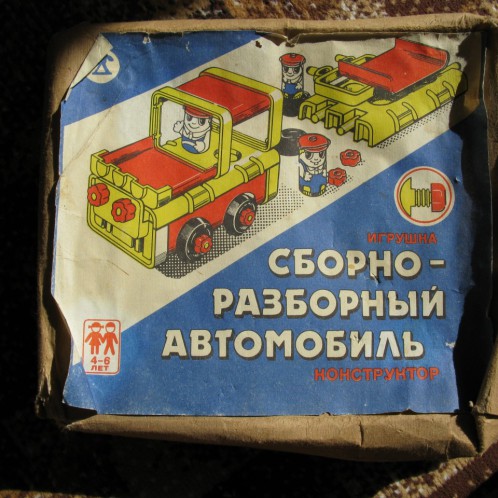 ИГРУШКА
СБОРНО-
РАЗБОРНЫЙ
АВТОМОБИЛЬ
КОНСТРУКТОР
4-6
ЛЕТ